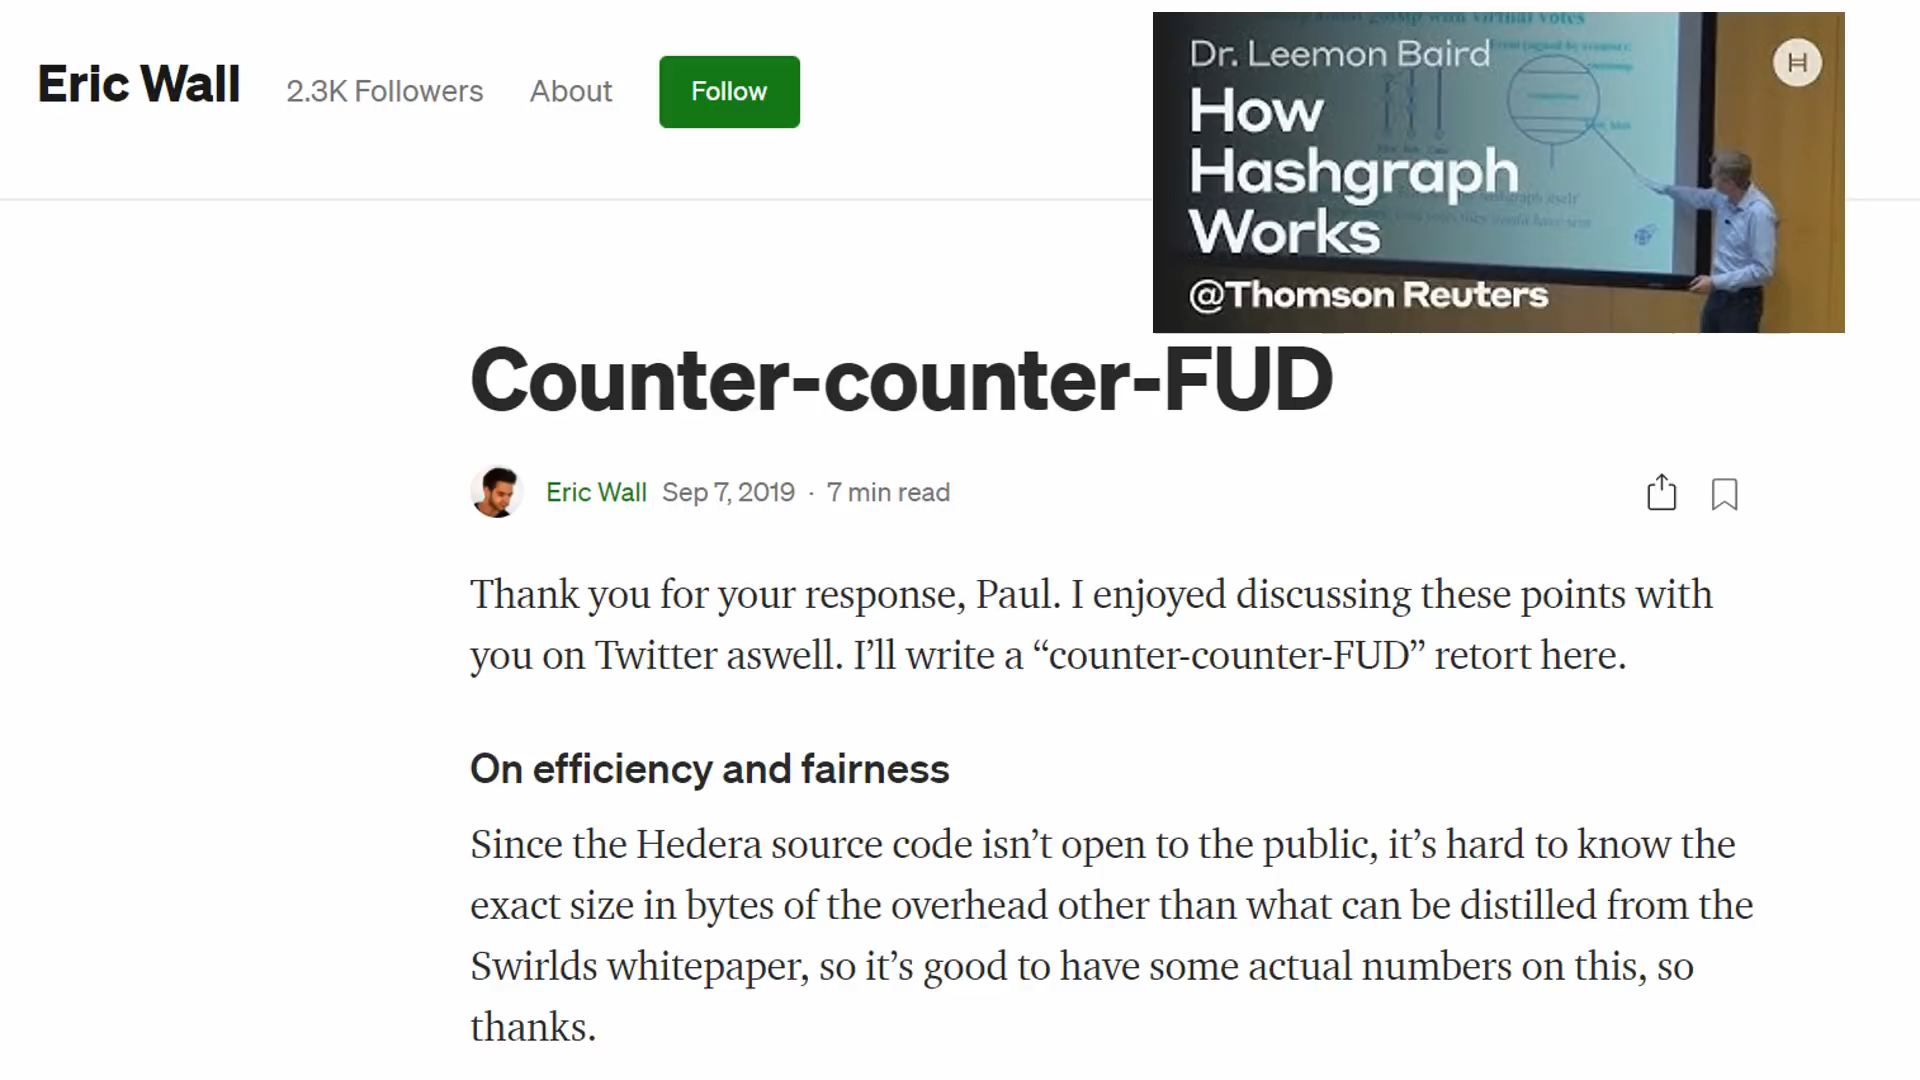 Eric Wall 2.3K Followers About Follow
Dr. Leemon Baird
How
Hashgraph
Works
@Thomson Reuters
Counter-counter-FUD
Eric Wall Sep 7, 2019 · 7 min read
Thank you for your response, Paul. I enjoyed discussing these points with
you on Twitter aswell. I’ll write a “counter-counter-FUD” retort here.
On efficiency and fairness
Since the Hedera source code isn’t open to the public, it’s hard to know the
exact size in bytes of the overhead other than what can be distilled from the
Swirlds whitepaper, so it’s good to have some actual numbers on this, so
thanks.